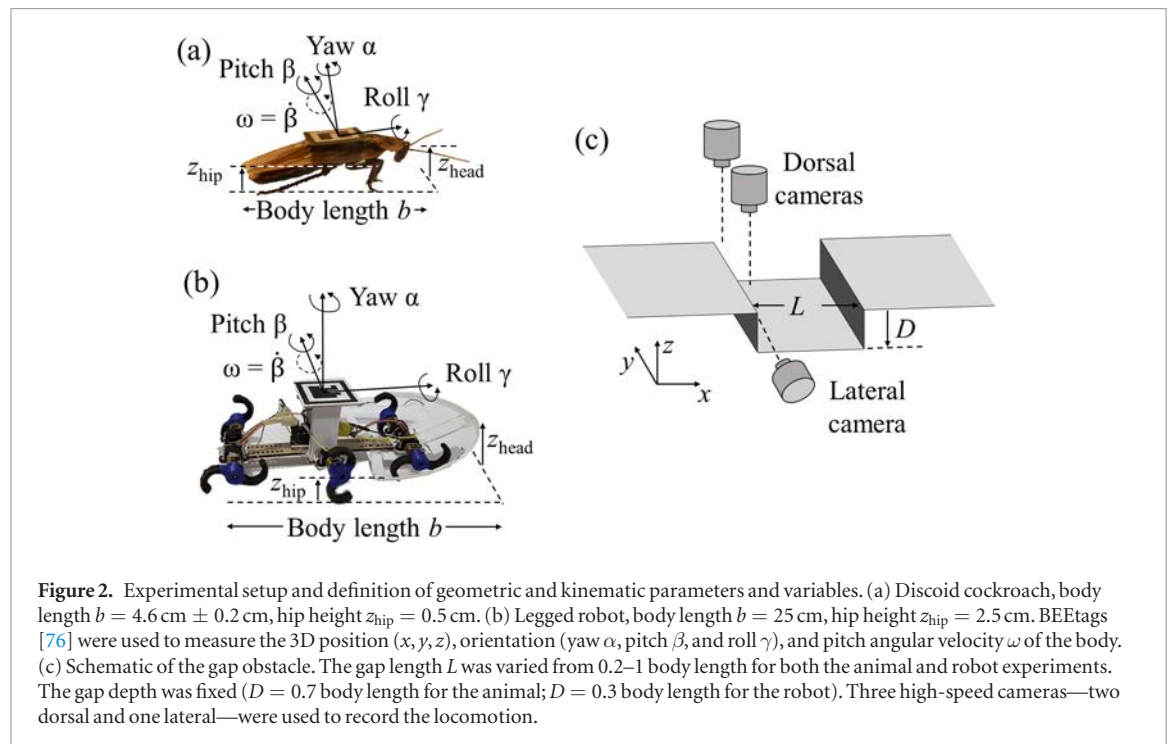 (a)
Yaw α
Pitch β
Roll γ
ω = β̇
z_hip
z_head
Body length b
(b)
Yaw α
Pitch β
ω = β̇
Roll γ
z_head
z_hip
Body length b
(c)
Dorsal
cameras
L
D
z
y
x
Lateral
camera
Figure 2. Experimental setup and definition of geometric and kinematic parameters and variables. (a) Discoid cockroach, body
length b = 4.6 cm ± 0.2 cm, hip height z_hip = 0.5 cm. (b) Legged robot, body length b = 25 cm, hip height z_hip = 2.5 cm. BEEtags
[76] were used to measure the 3D position (x, y, z), orientation (yaw α, pitch β, and roll γ), and pitch angular velocity ω of the body.
(c) Schematic of the gap obstacle. The gap length L was varied from 0.2–1 body length for both the animal and robot experiments.
The gap depth was fixed (D = 0.7 body length for the animal; D = 0.3 body length for the robot). Three high-speed cameras—two
dorsal and one lateral—were used to record the locomotion.